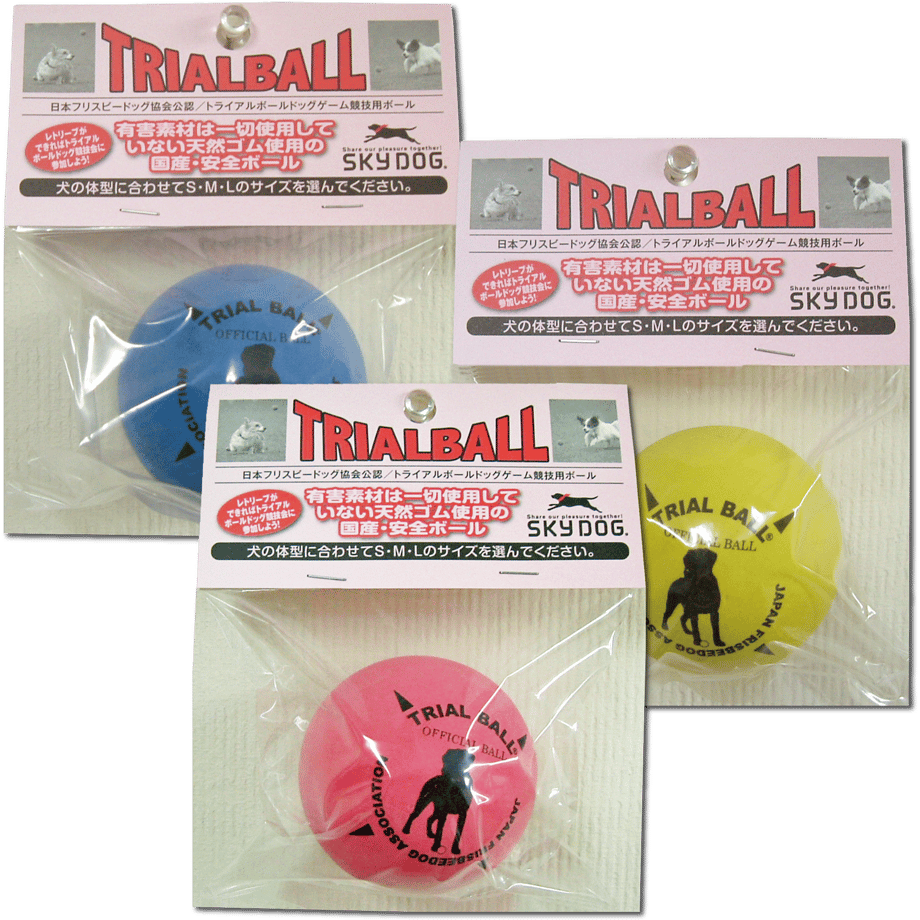 TRIALBALL
日本フリスビードッグ協会公認／トライアルボールドッグゲーム競技用ボール
レトリーブが
できればトライアル
ボールドッグ競技会に
参加しよう!
有害素材は一切使用して
いない天然ゴム使用の
国産・安全ボール
Share our pleasure together!
SKYDOG.
犬の体型に合わせてS・M・Lのサイズを選んでください。
TRIAL BALL
OFFICIAL BALL
OCIATION
TRIALBALL
日本フリスビードッグ協会公認／トライアルボールドッグゲーム競技用ボール
レトリーブが
できればトライアル
ボールドッグ競技会に
参加しよう!
有害素材は一切使用して
いない天然ゴム使用の
国産・安全ボール
Share our pleasure together!
SKYDOG.
犬の体型に合わせてS・M・Lのサイズを選んでください。
TRIAL BALL®
OFFICIAL BALL
JAPAN FRISBEEDOG ASSO
TRIALBALL
日本フリスビードッグ協会公認／トライアルボールドッグゲーム競技用ボール
レトリーブが
できればトライアル
ボールドッグ競技会に
参加しよう!
有害素材は一切使用して
いない天然ゴム使用の
国産・安全ボール
Share our pleasure together!
SKYDOG.
犬の体型に合わせてS・M・Lのサイズを選んでください。
TRIAL BALL®
OFFICIAL BALL
JAPAN FRISBEEDOG ASSOCIATION